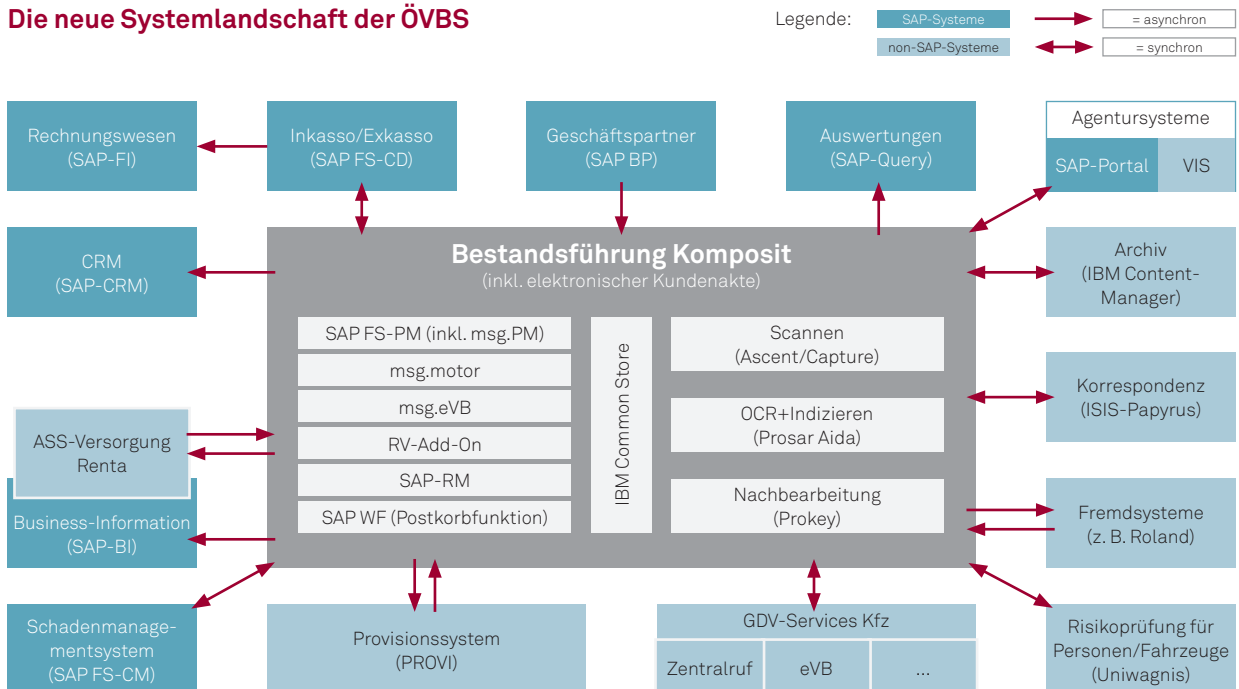 Die neue Systemlandschaft der ÖVBS
Legende:
SAP-Systeme
= asynchron
non-SAP-Systeme
= synchron
Rechnungswesen
(SAP-FI)
Inkasso/Exkasso
(SAP FS-CD)
Geschäftspartner
(SAP BP)
Auswertungen
(SAP-Query)
Agentursysteme
SAP-Portal
VIS
CRM
(SAP-CRM)
Bestandsführung Komposit
(inkl. elektronischer Kundenakte)
Archiv
(IBM Content-
Manager)
SAP FS-PM (inkl. msg.PM)
msg.motor
msg.eVB
RV-Add-On
SAP-RM
SAP WF (Postkorbfunktion)
IBM Common Store
Scannen
(Ascent/Capture)
OCR+Indizieren
(Prosar Aida)
Nachbearbeitung
(Prokey)
Korrespondenz
(ISIS-Papyrus)
ASS-Versorgung
Renta
Business-Information
(SAP-BI)
Fremdsysteme
(z. B. Roland)
Schadenmanage-
mentsystem
(SAP FS-CM)
Provisionssystem
(PROVI)
GDV-Services Kfz
Zentralruf
eVB
...
Risikoprüfung für
Personen/Fahrzeuge
(Uniwagnis)